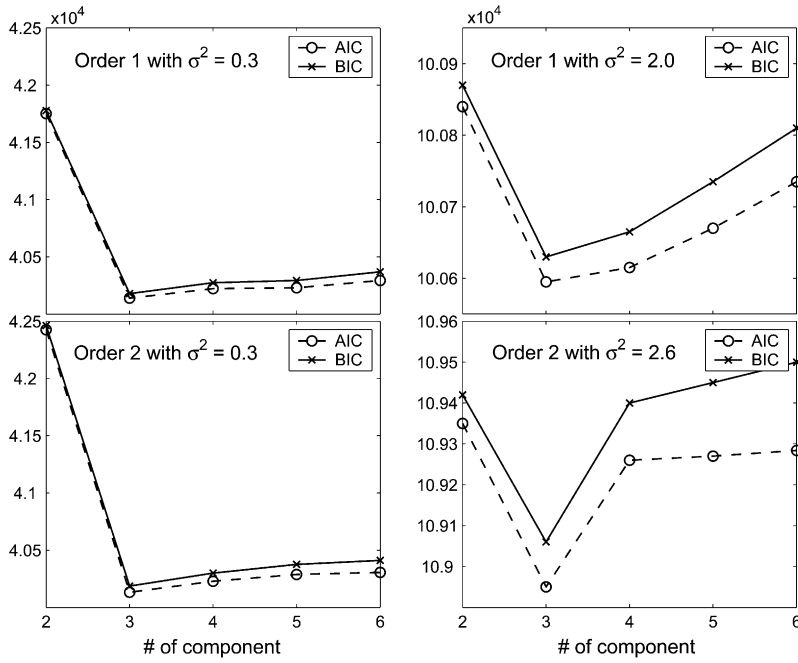 x10⁴
4.25
4.2
4.15
4.1
4.05
Order 1 with σ² = 0.3
AIC
BIC
x10⁴
10.09
10.08
10.07
10.06
Order 1 with σ² = 2.0
AIC
BIC
4.25
4.2
4.15
4.1
4.05
Order 2 with σ² = 0.3
AIC
BIC
2 3 4 5 6
# of component
10.96
10.95
10.94
10.93
10.92
10.91
10.9
Order 2 with σ² = 2.6
AIC
BIC
2 3 4 5 6
# of component